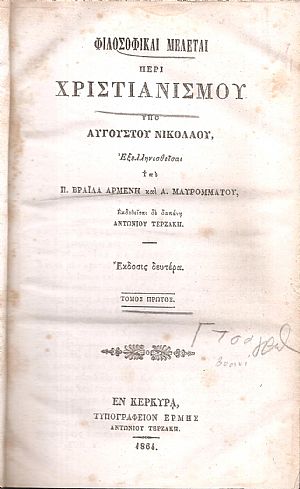 ΦΙΛΟΣΟΦΙΚΑΙ ΜΕΛΕΤΑΙ
ΠΕΡΙ
ΧΡΙΣΤΙΑΝΙΣΜΟΥ
ΥΠΟ
ΑΥΓΟΥΣΤΟΥ ΝΙΚΟΛΑΟΥ,
Ἐξελληνισθεῖσαι
ὑπὸ
Π. ΒΡΑΪΛΑ ΑΡΜΕΝΗ καὶ Α. ΜΑΥΡΟΜΜΑΤΟΥ,
ἐκδοθεῖσαι δὲ δαπάνῃ
ΑΝΤΩΝΙΟΥ ΤΕΡΖΑΚΗ.
Ἔκδοσις δευτέρα.
ΤΟΜΟΣ ΠΡΩΤΟΣ.
ΕΝ ΚΕΡΚΥΡΑ,
ΤΥΠΟΓΡΑΦΕΙΟΝ ΕΡΜΗΣ
ΑΝΤΩΝΙΟΥ ΤΕΡΖΑΚΗ.
1864.